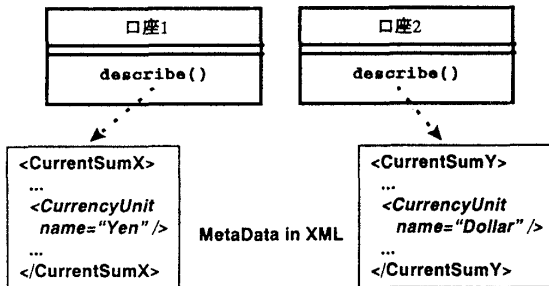 口座1
describe()
口座2
describe()
<CurrentSumX>
...
<CurrencyUnit
name="Yen" />
...
</CurrentSumX>
MetaData in XML
<CurrentSumY>
...
<CurrencyUnit
name="Dollar" />
...
</CurrentSumY>